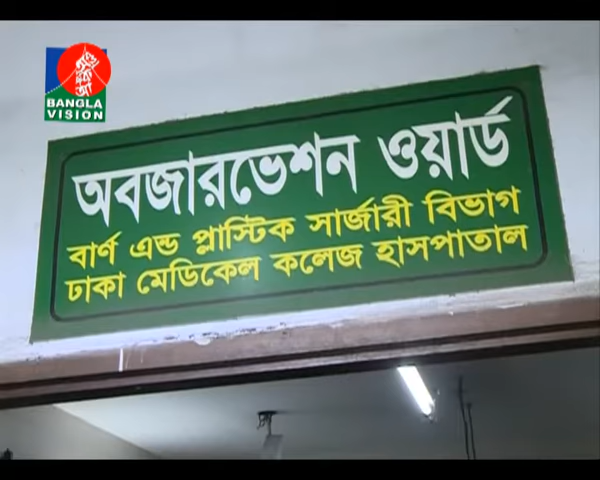 BANGLA
VISION
অবজারভেশন ওয়ার্ড
বার্ণ এন্ড প্লাস্টিক সার্জারী বিভাগ
ঢাকা মেডিকেল কলেজ হাসপাতাল